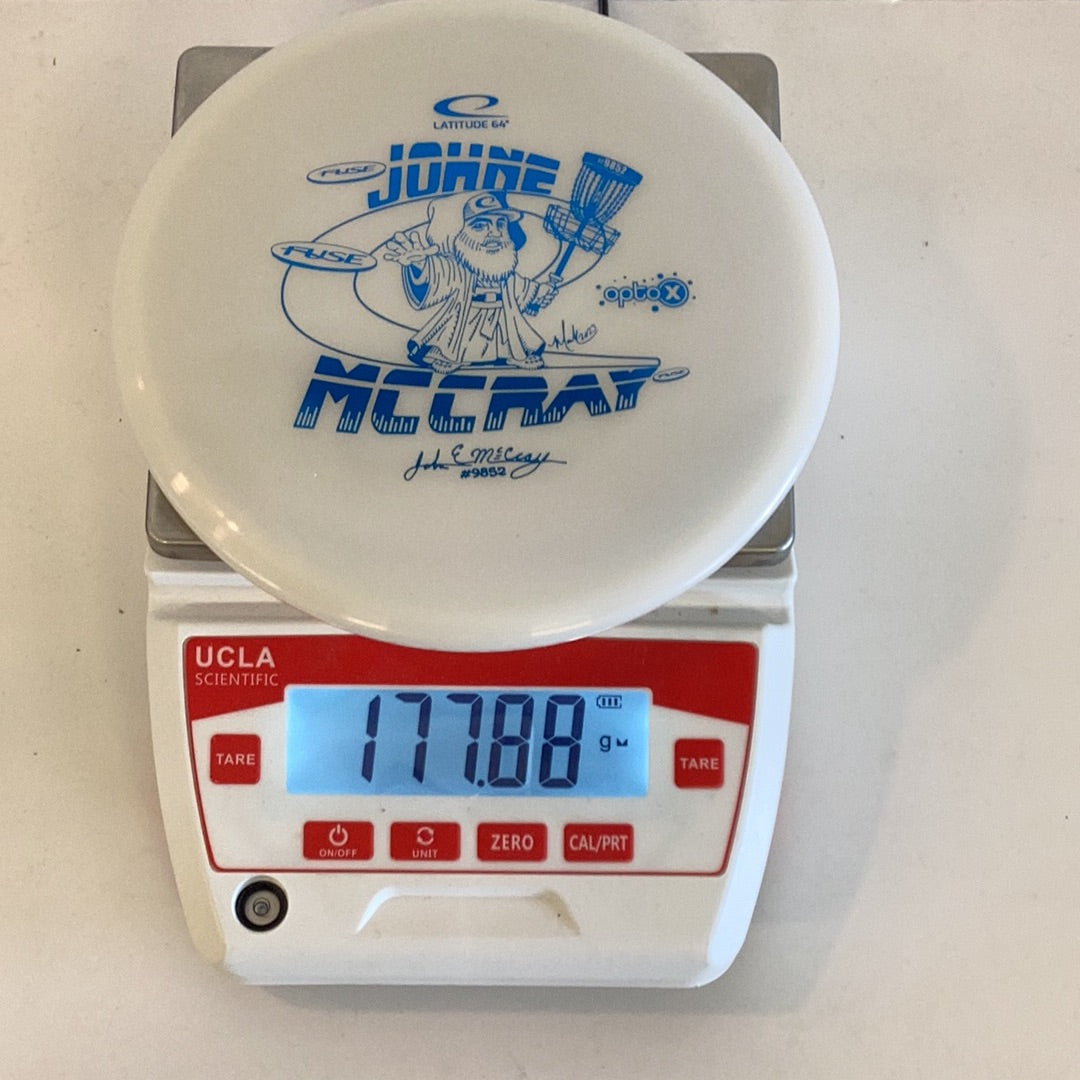 LATITUDE 64°
FUSE
JOHNE
#9852
FUSE
optoX
MCCRAY
FUSE
John E McCray
#9852
UCLA
SCIENTIFIC
177.88
g
TARE
TARE
ON/OFF
UNIT
ZERO
CAL/PRT